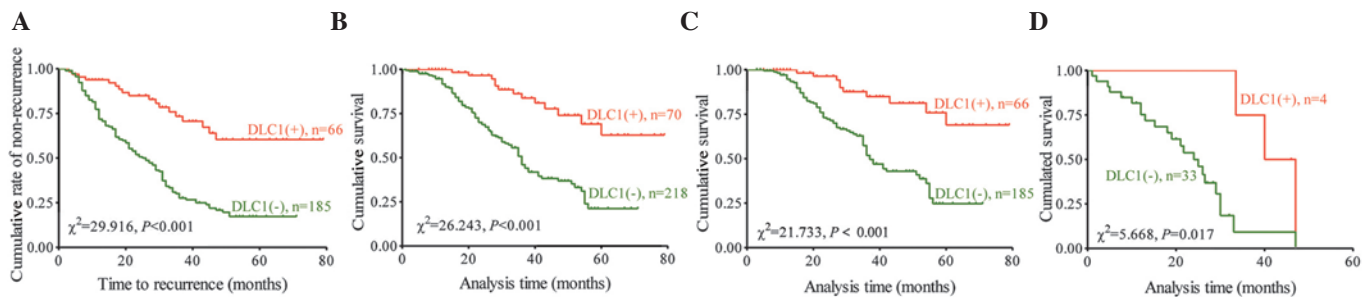 A
Cumulative rate of non-recurrence
1.00
0.75
0.50
0.25
0.00
DLC1(+), n=66
DLC1(-), n=185
χ²=29.916, P<0.001
0 20 40 60 80
Time to recurrence (months)
B
Cumulative survival
1.00
0.75
0.50
0.25
0.00
DLC1(+), n=70
DLC1(-), n=218
χ²=26.243, P<0.001
0 20 40 60 80
Analysis time (months)
C
Cumulative survival
1.00
0.75
0.50
0.25
0.00
DLC1(+), n=66
DLC1(-), n=185
χ²=21.733, P < 0.001
0 20 40 60 80
Analysis time (months)
D
Cumulated survival
1.00
0.75
0.50
0.25
0.00
DLC1(+), n=4
DLC1(-), n=33
χ²=5.668, P=0.017
0 20 40 60
Analysis time (months)